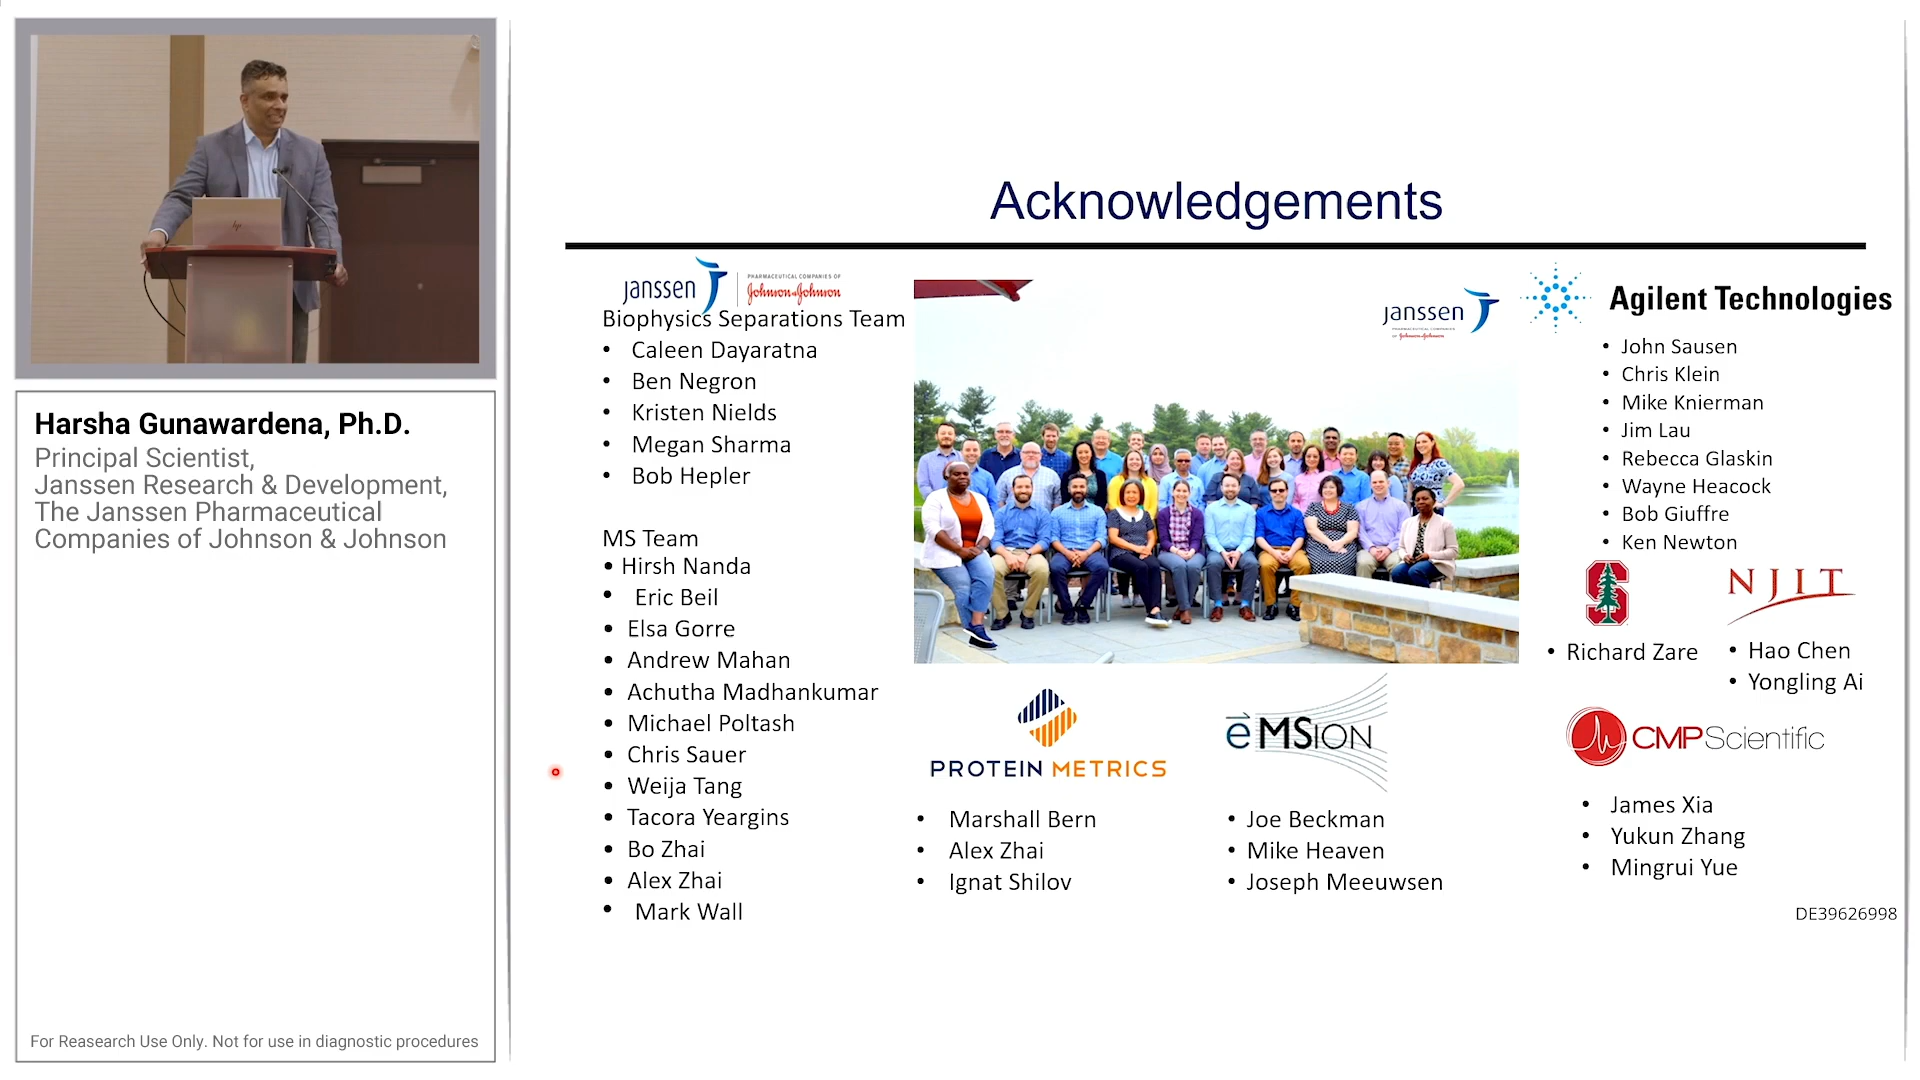 Harsha Gunawardena, Ph.D.
Principal Scientist,
Janssen Research & Development,
The Janssen Pharmaceutical
Companies of Johnson & Johnson
For Reasearch Use Only. Not for use in diagnostic procedures
Acknowledgements
Janssen
PHARMACEUTICAL COMPANIES OF
Johnson & Johnson
Biophysics Separations Team
• Caleen Dayaratna
• Ben Negron
• Kristen Nields
• Megan Sharma
• Bob Hepler
MS Team
• Hirsh Nanda
• Eric Beil
• Elsa Gorre
• Andrew Mahan
• Achutha Madhankumar
• Michael Poltash
• Chris Sauer
• Weija Tang
• Tacora Yeargins
• Bo Zhai
• Alex Zhai
• Mark Wall
Janssen
PHARMACEUTICAL COMPANIES
OF Johnson & Johnson
PROTEIN METRICS
• Marshall Bern
• Alex Zhai
• Ignat Shilov
e MSION
• Joe Beckman
• Mike Heaven
• Joseph Meeuwsen
Agilent Technologies
• John Sausen
• Chris Klein
• Mike Knierman
• Jim Lau
• Rebecca Glaskin
• Wayne Heacock
• Bob Giuffre
• Ken Newton
S
• Richard Zare
NJIT
• Hao Chen
• Yongling Ai
CMP Scientific
• James Xia
• Yukun Zhang
• Mingrui Yue
DE39626998
hp